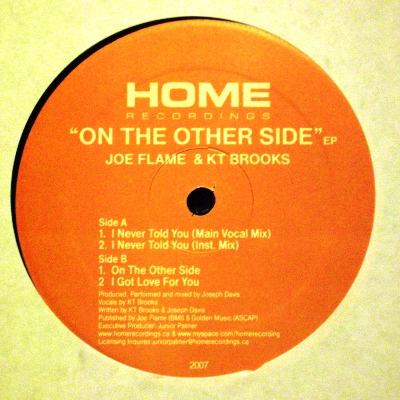 HOME
RECORDINGS
"ON THE OTHER SIDE" EP
JOE FLAME & KT BROOKS
Side A
1. I Never Told You (Main Vocal Mix)
2. I Never Told You (Inst. Mix)
Side B
1. On The Other Side
2 I Got Love For You
Produced, Performed and mixed by Joseph Davis
Vocals by KT Brooks
Written by KT Brooks & Joseph Davis
Published by Joe Flame (BMI) & Golden Music (ASCAP)
Executive Producer: Junior Palmer
www.homerecordings.ca & www.myspace.com/homerecording
Licensing Inquires:juniorpalmer@homerecordings.ca
2007